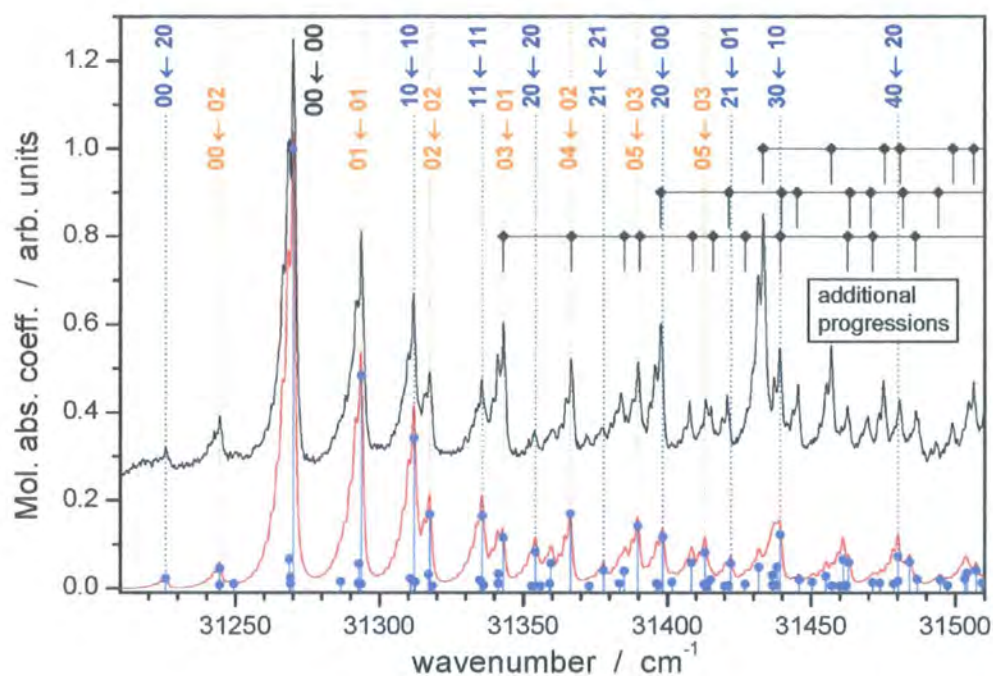 Mol. abs. coeff. / arb. units
1.2
1.0
0.8
0.6
0.4
0.2
0.0
00 ← 20
00 ← 02
00 ← 00
01 ← 01
10 ← 10
02 ← 02
11 ← 11
03 ← 01
20 ← 20
04 ← 02
21 ← 21
05 ← 03
20 ← 00
05 ← 03
21 ← 01
30 ← 10
40 ← 20
additional
progressions
31250
31300
31350
31400
31450
31500
wavenumber / cm⁻¹